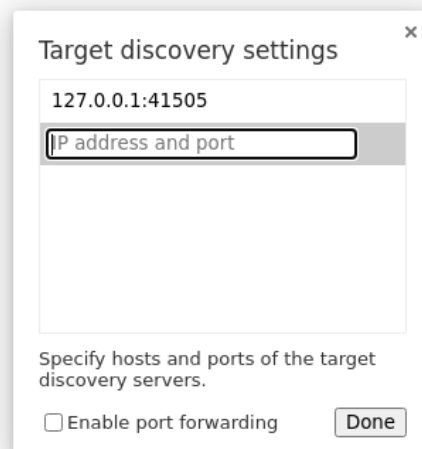 Target discovery settings
127.0.0.1:41505
IP address and port
Specify hosts and ports of the target
discovery servers.
Enable port forwarding
Done